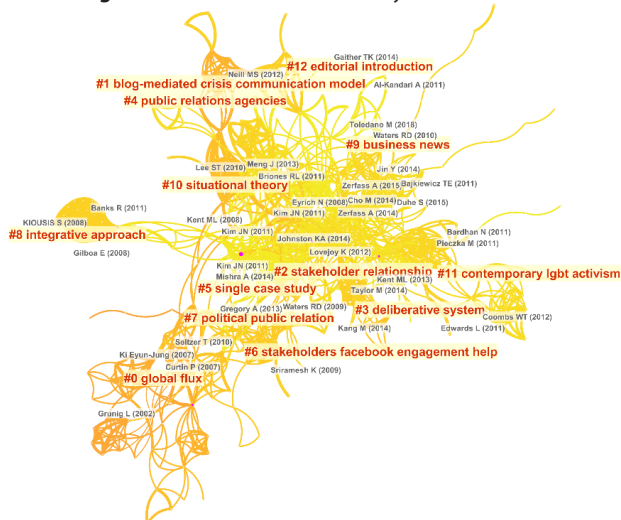 Gaither TK (2014)
#12 editorial introduction
Neill MS (2012)
#1 blog-mediated crisis communication model
Al-Kandari A (2011)
#4 public relations agencies
Toledano M (2018)
Waters RD (2010)
#9 business news
Lee ST (2010)
Meng J (2013)
Briones RL (2011)
Jin Y (2014)
#10 situational theory
Zerfass A (2015)
Bajkiewicz TE (2011)
Eyrich N (2008)
Cho M (2014)
Duho S (2015)
Banks R (2011)
Kim JN (2011)
Zerfass A (2014)
KIOUSIS S (2008)
Kent ML (2008)
#8 integrative approach
Kim JN (2011)
Bardhan N (2011)
Johnston KA (2014)
Pieczka M (2011)
Gilboa E (2008)
Lovejoy K (2012)
Kim JN (2011)
#2 stakeholder relationship
#11 contemporary lgbt activism
Mishra A (2014)
Kent ML (2013)
#5 single case study
Taylor M (2014)
Gregory A (2013)
Waters RD (2009)
#3 deliberative system
#7 political public relation
Coombs WT (2012)
Kang M (2014)
Edwards L (2011)
Seltzer T (2010)
Ki Eyun-Jung (2007)
#6 stakeholders facebook engagement help
Curtin P (2007)
Sriramesh K (2009)
#0 global flux
Grunig L (2002)